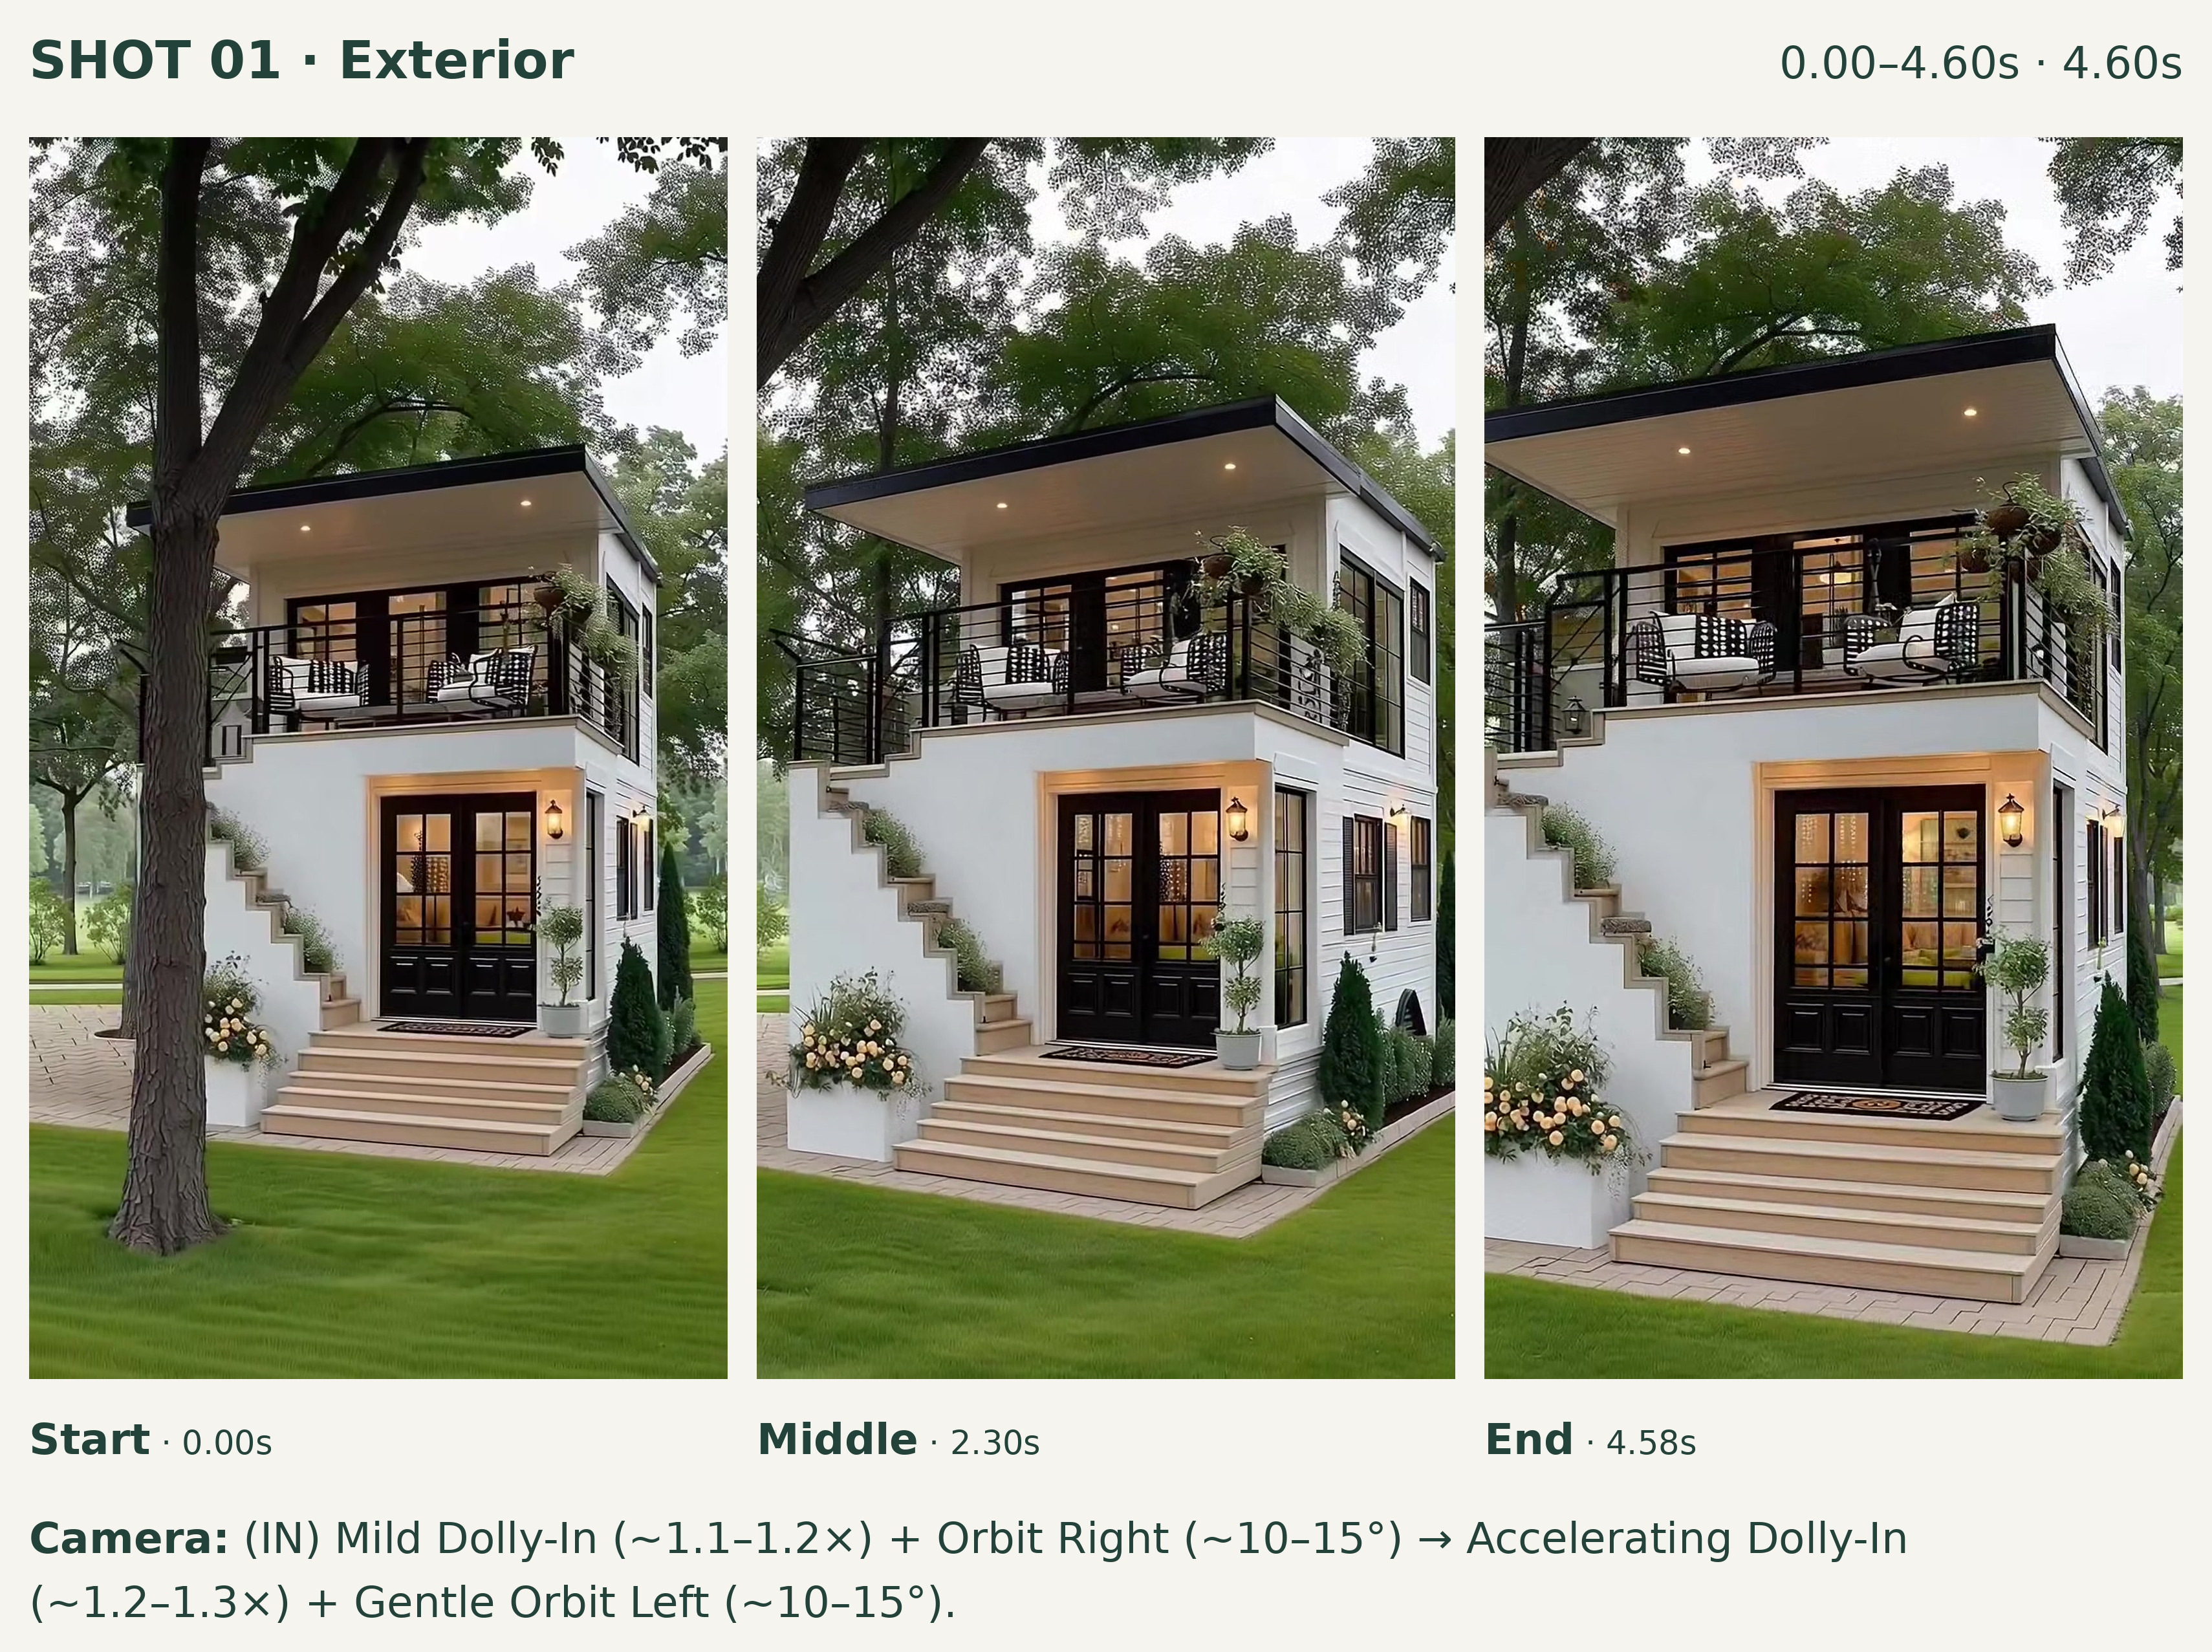 SHOT 01 · Exterior
0.00–4.60s · 4.60s
Start · 0.00s
Middle · 2.30s
End · 4.58s
Camera: (IN) Mild Dolly-In (~1.1–1.2×) + Orbit Right (~10–15°) → Accelerating Dolly-In
(~1.2–1.3×) + Gentle Orbit Left (~10–15°).